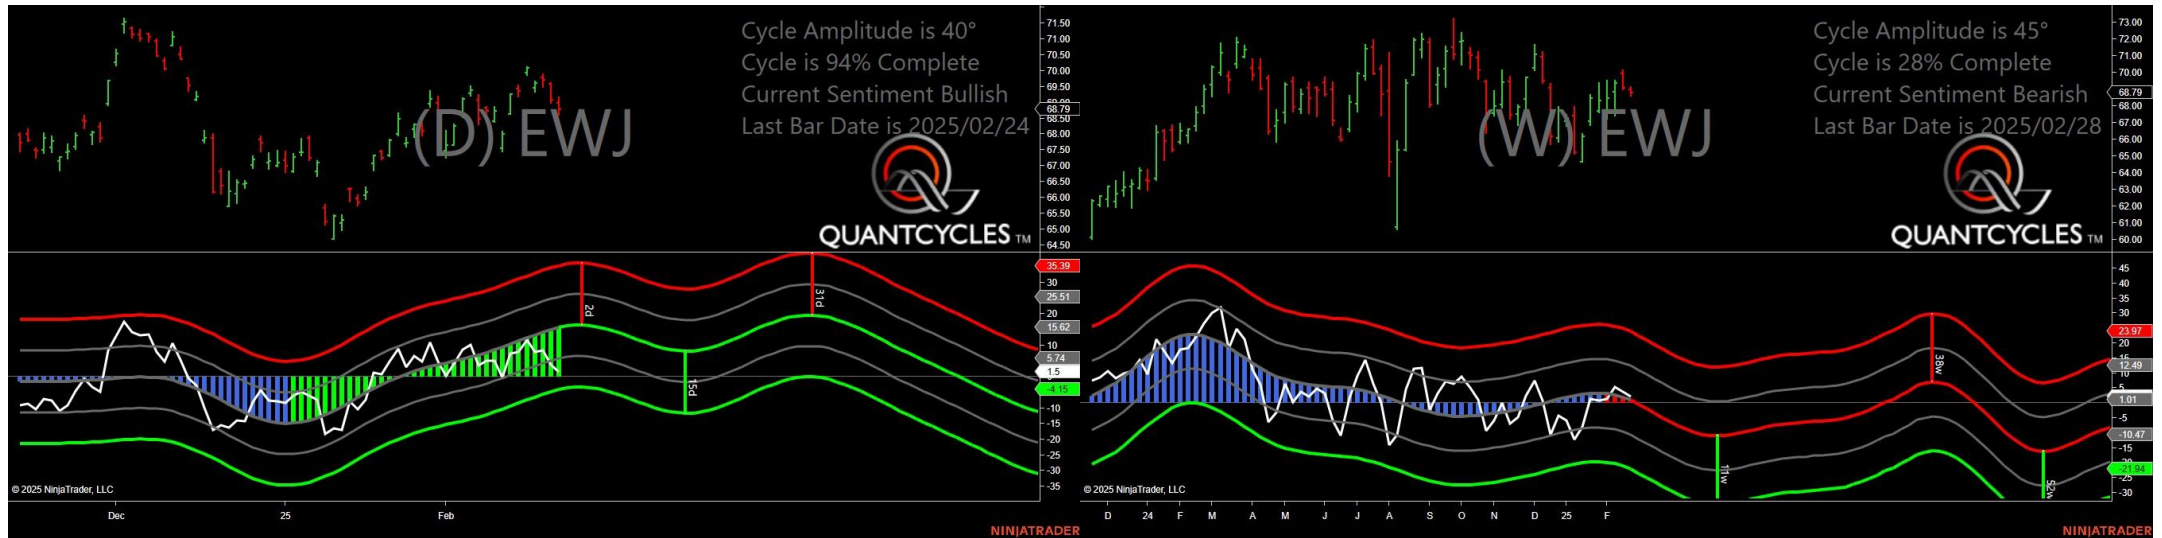 Cycle Amplitude is 40°
Cycle is 94% Complete
Current Sentiment Bullish
Last Bar Date is 2025/02/24
(D) EWJ
QUANTCYCLES TM
71.50
71.00
70.50
70.00
69.50
69.00
68.79
68.50
68.00
67.50
67.00
66.50
66.00
65.50
65.00
64.50
35.39
30
25.51
20
15.62
10
5.74
1.5
-4.15
-10
-15
-20
-25
-30
-35
2d
15d
31d
© 2025 NinjaTrader, LLC
Dec 25 Feb
NINJATRADER
Cycle Amplitude is 45°
Cycle is 28% Complete
Current Sentiment Bearish
Last Bar Date is 2025/02/28
(W) EWJ
QUANTCYCLES TM
73.00
72.00
71.00
70.00
68.79
68.00
67.00
66.00
65.00
64.00
63.00
62.00
61.00
60.00
45
40
35
30
23.97
20
15
12.49
10
5
1.01
-5
-10.47
-15
-20
-21.94
-25
-30
11w
38w
52w
© 2025 NinjaTrader, LLC
D 24 F M A M J J A S O N D 25 F
NINJATRADER